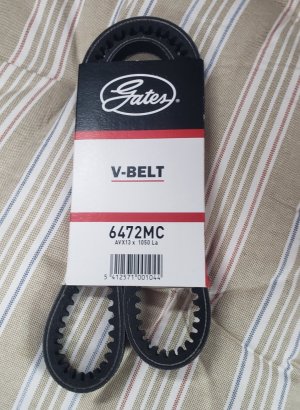 Gates
V-BELT
6472MC
AVX13 x 1050 La
5 412571 001044